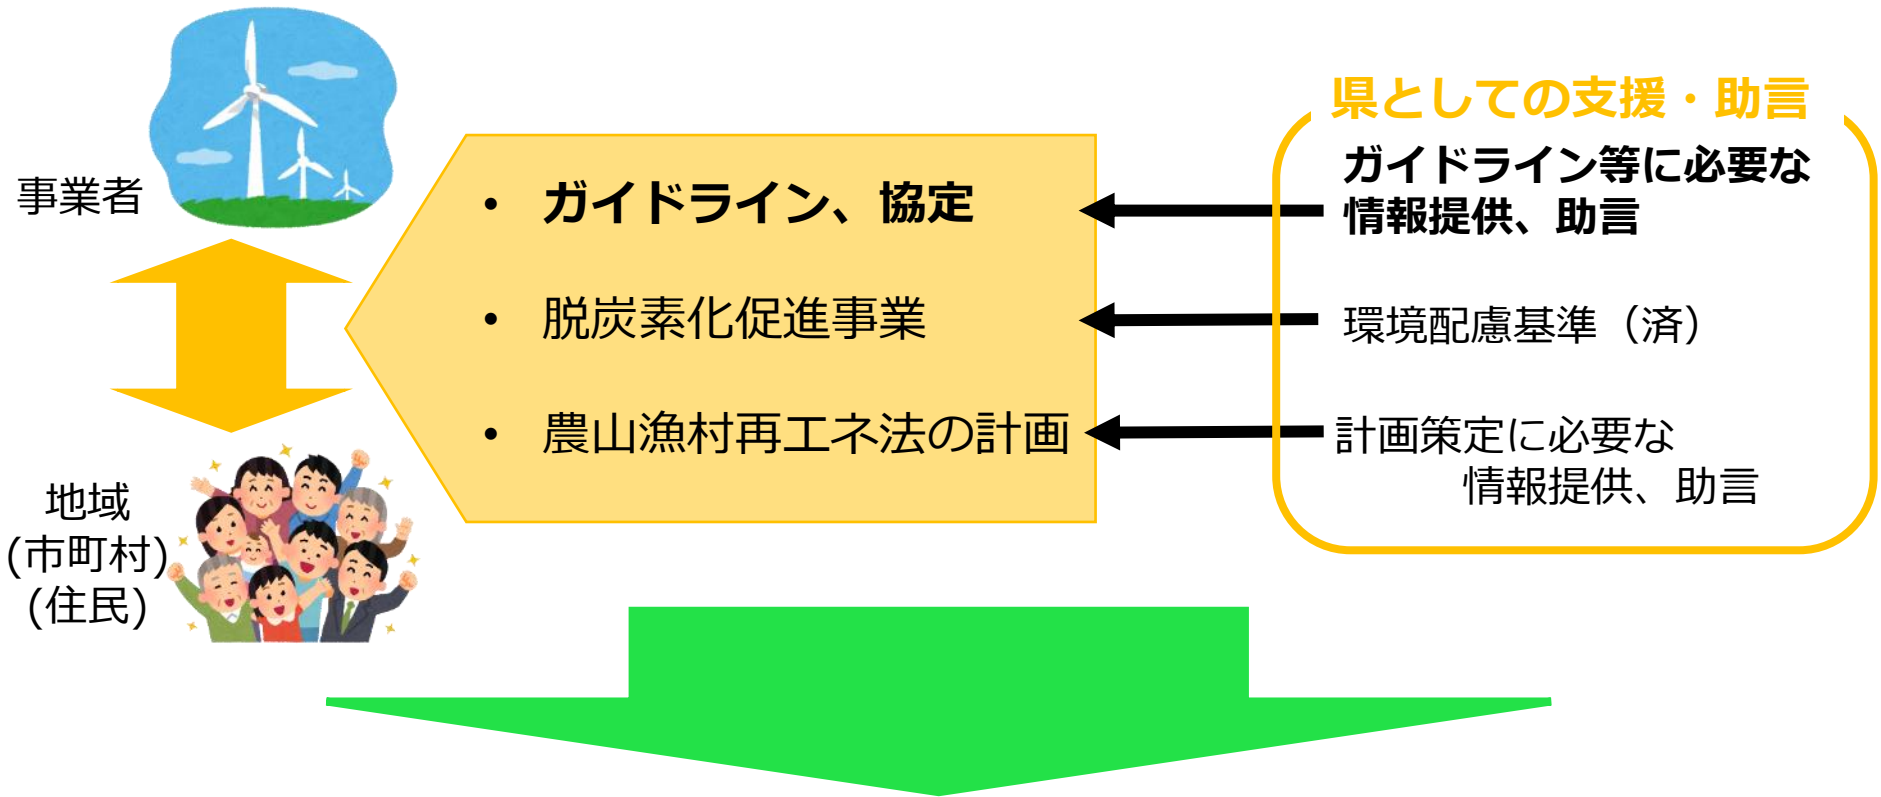 事業者
地域
(市町村)
(住民)
• ガイドライン、協定
• 脱炭素化促進事業
• 農山漁村再エネ法の計画
県としての支援・助言
ガイドライン等に必要な
情報提供、助言
環境配慮基準（済）
計画策定に必要な
情報提供、助言